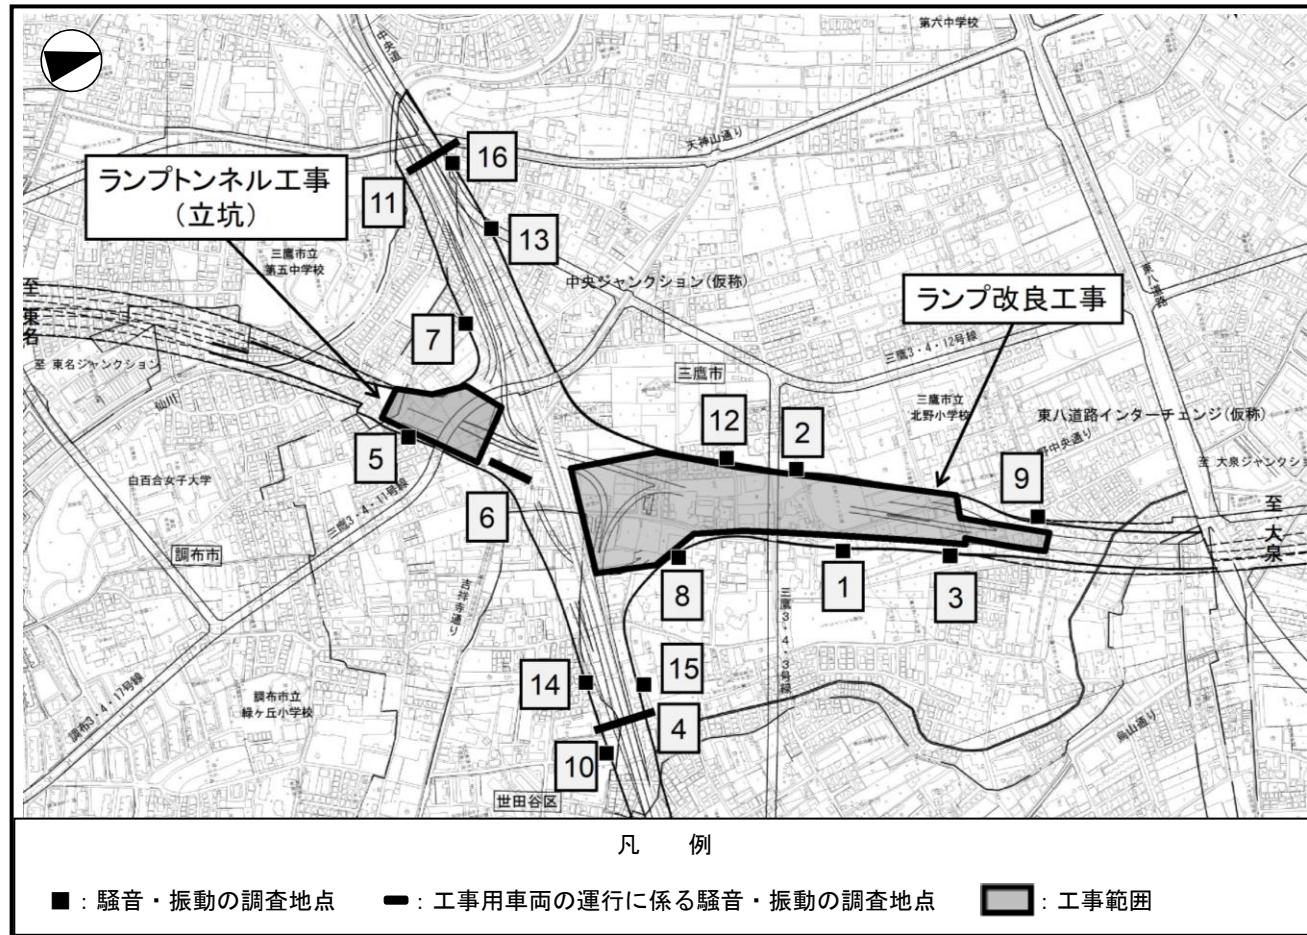 第六中学校
中央道
天神山通り
16
ランプトンネル工事
（立坑）
11
13
三鷹市立
第五中学校
中央ジャンクション(仮称)
東八道路
ランプ改良工事
至
東名
7
三鷹3・4・12号線
至 東名ジャンクション
三鷹市
仙川
三鷹市立
北野小学校
東八道路インターチェンジ(仮称)
12
2
野中央通り
5
9
至 大泉ジャンクショ
白百合女子大学
三鷹3・4・11号線
6
至
大泉
調布市
8
1
3
吉祥寺通り
三鷹3・4・3号線
14
15
調布市立
緑ヶ丘小学校
4
調布3・4・17号線
烏山通り
10
世田谷区
凡 例
■：騒音・振動の調査地点
：工事用車両の運行に係る騒音・振動の調査地点
：工事範囲